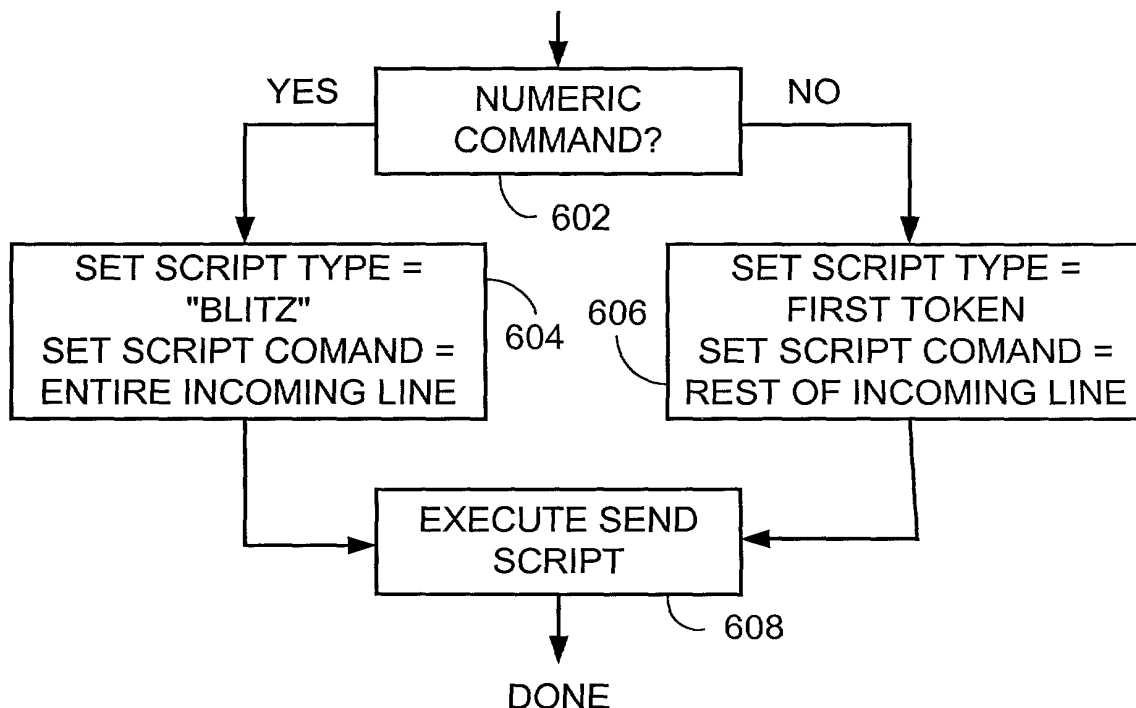 YES
NUMERIC
COMMAND?
NO
602
SET SCRIPT TYPE =
"BLITZ"
SET SCRIPT COMAND =
ENTIRE INCOMING LINE
604
606
SET SCRIPT TYPE =
FIRST TOKEN
SET SCRIPT COMAND =
REST OF INCOMING LINE
EXECUTE SEND
SCRIPT
608
DONE